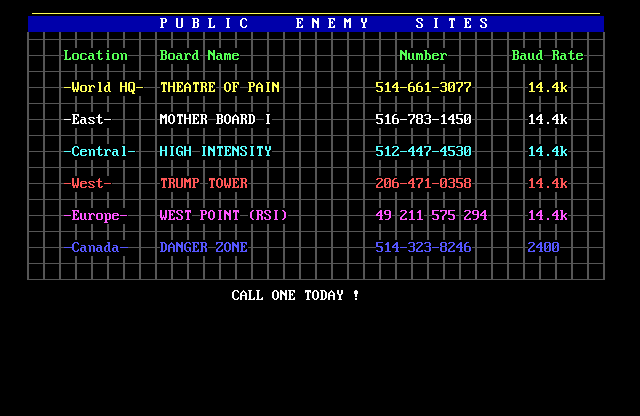 PUBLIC ENEMY SITES
Location Board Name Number Baud Rate
-World HQ- THEATRE OF PAIN 514-661-3077 14.4k
-East- MOTHER BOARD I 516-783-1450 14.4k
-Central- HIGH INTENSITY 512-447-4530 14.4k
-West- TRUMP TOWER 206-471-0358 14.4k
-Europe- WEST POINT (RSI) 49 211 575 294 14.4k
-Canada DANGER ZONE 514-323-8246 2400
CALL ONE TODAY !